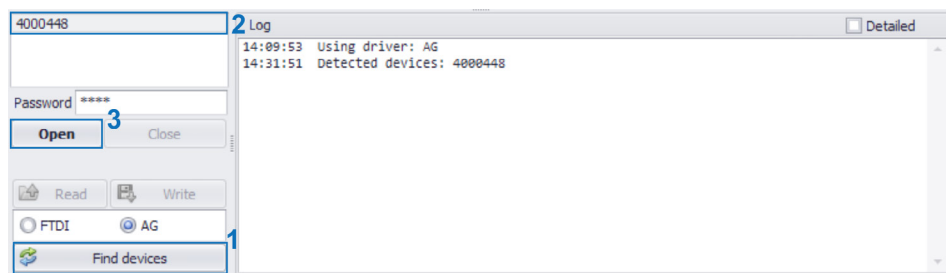 4000448
2
Log
Detailed
14:09:53 Using driver: AG
14:31:51 Detected devices: 4000448
Password ****
3
Open
Close
Read
Write
FTDI
AG
1
Find devices